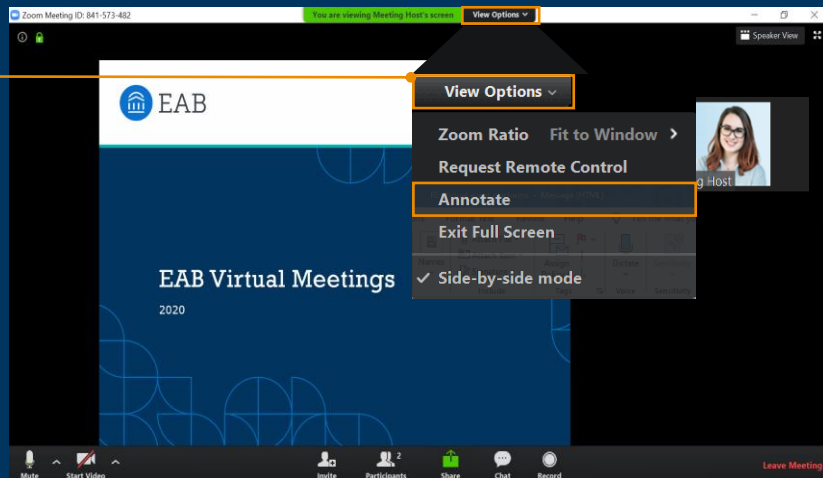 Zoom Meeting ID: 841-573-482
You are viewing Meeting Host's screen
View Options
Speaker View
EAB
View Options
Zoom Ratio Fit to Window
Request Remote Control
Annotate
Exit Full Screen
Side-by-side mode
g Host
EAB Virtual Meetings
2020
Mute
Start Video
Invite
Participants
2
Share
Chat
Record
Leave Meeting